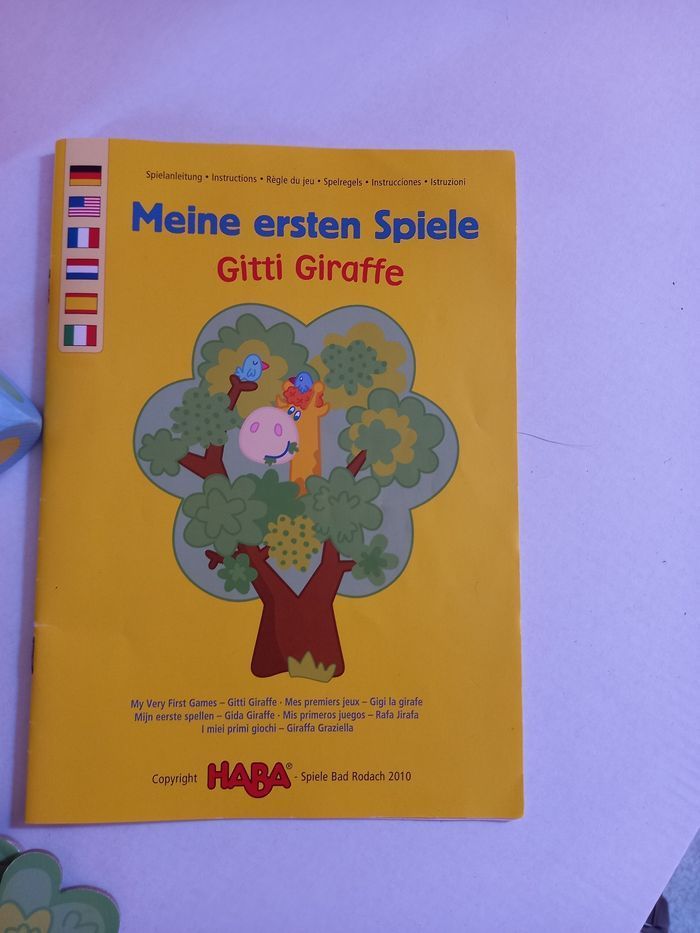 Spielanleitung • Instructions • Règle du jeu • Spelregels • Instrucciones • Istruzioni
Meine ersten Spiele
Gitti Giraffe
My Very First Games – Gitti Giraffe · Mes premiers jeux – Gigi la girafe
Mijn eerste spellen – Gida Giraffe · Mis primeros juegos – Rafa Jirafa
I miei primi giochi – Giraffa Graziella
Copyright HABA® - Spiele Bad Rodach 2010